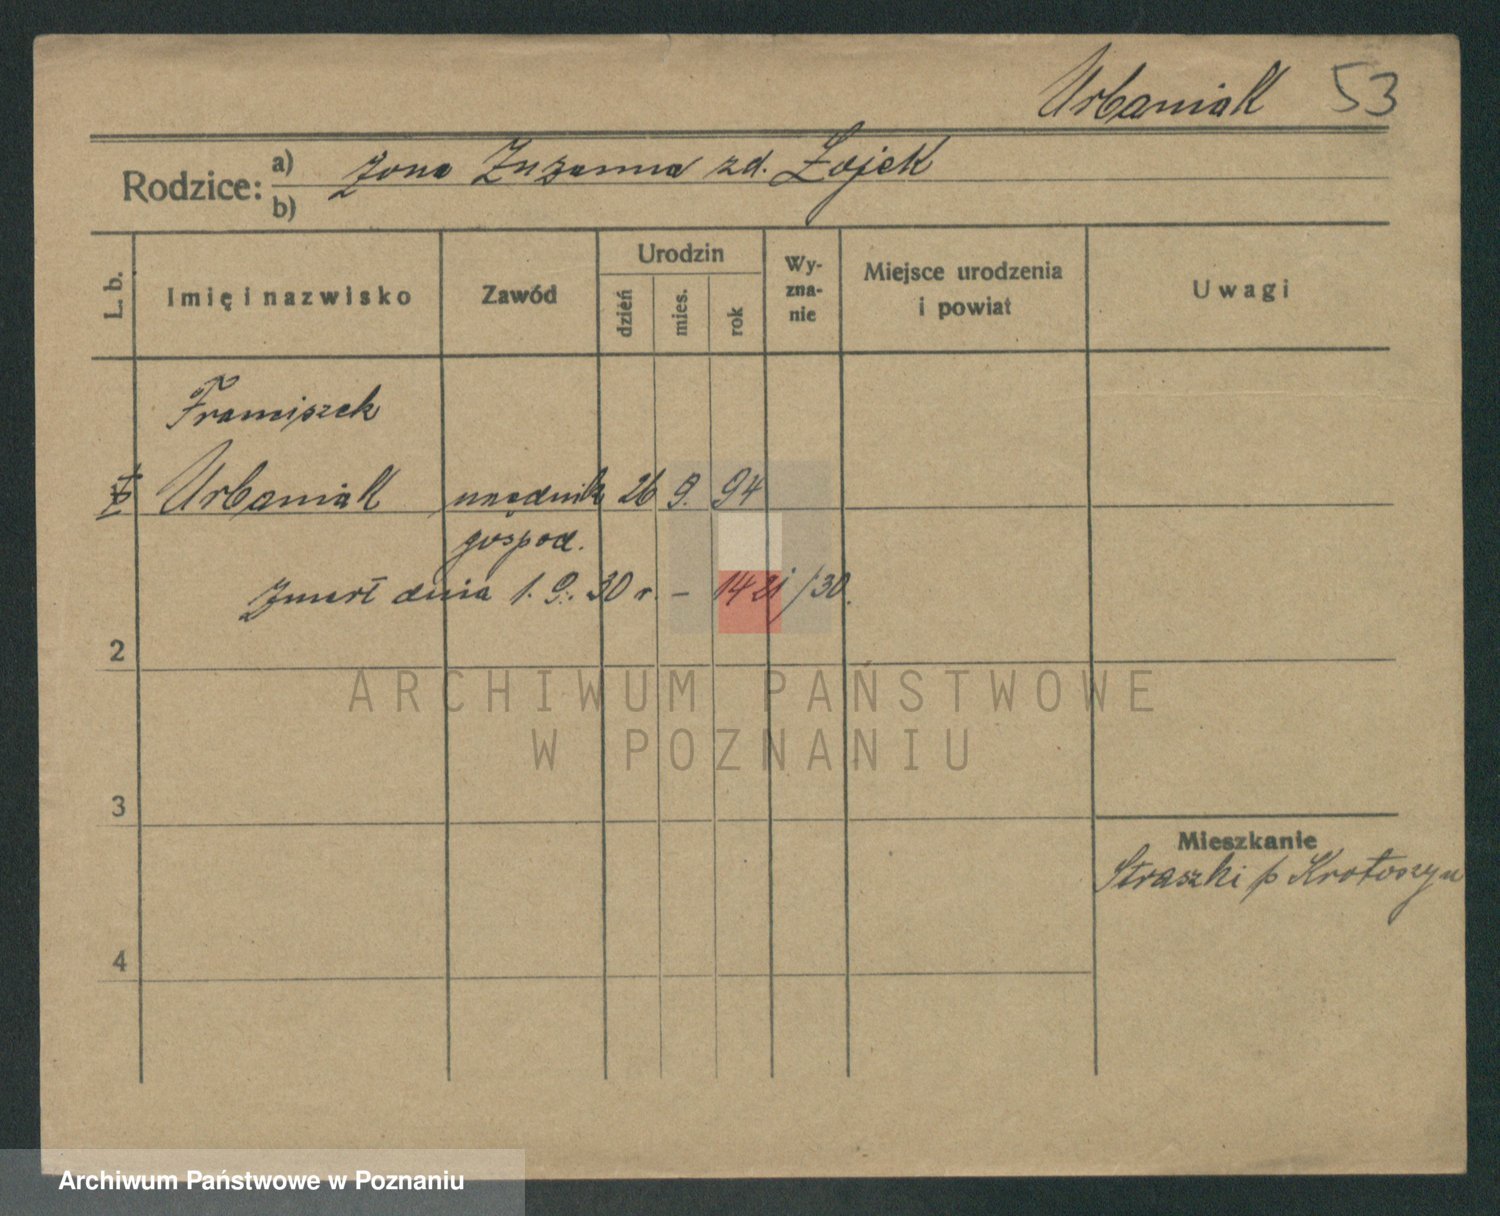 Urbaniak 53
Rodzice: a) żona Zuzanna zd. Łojek
b)
L. b.
Imię i nazwisko
Zawód
Urodzin
dzień
mies.
rok
Wy-
zna-
nie
Miejsce urodzenia
i powiat
Uwagi
Franciszek
Urbaniak urzędnik 26 9. 94
gospod.
Zmarł dnia 1. 9. 30 r. – /30.
2
ARCHIWUM PAŃSTWOWE
W POZNANIU
3
Mieszkanie
Straszki p Krotoszyn
4
Archiwum Państwowe w Poznaniu